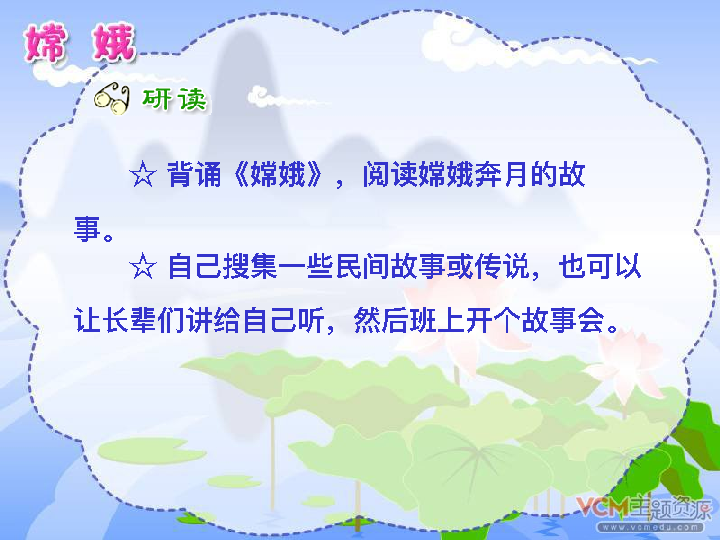 嫦娥
研读
☆ 背诵《嫦娥》，阅读嫦娥奔月的故
事。
☆ 自己搜集一些民间故事或传说，也可以
让长辈们讲给自己听，然后班上开个故事会。
VCM主题资源
www.vcmedu.com